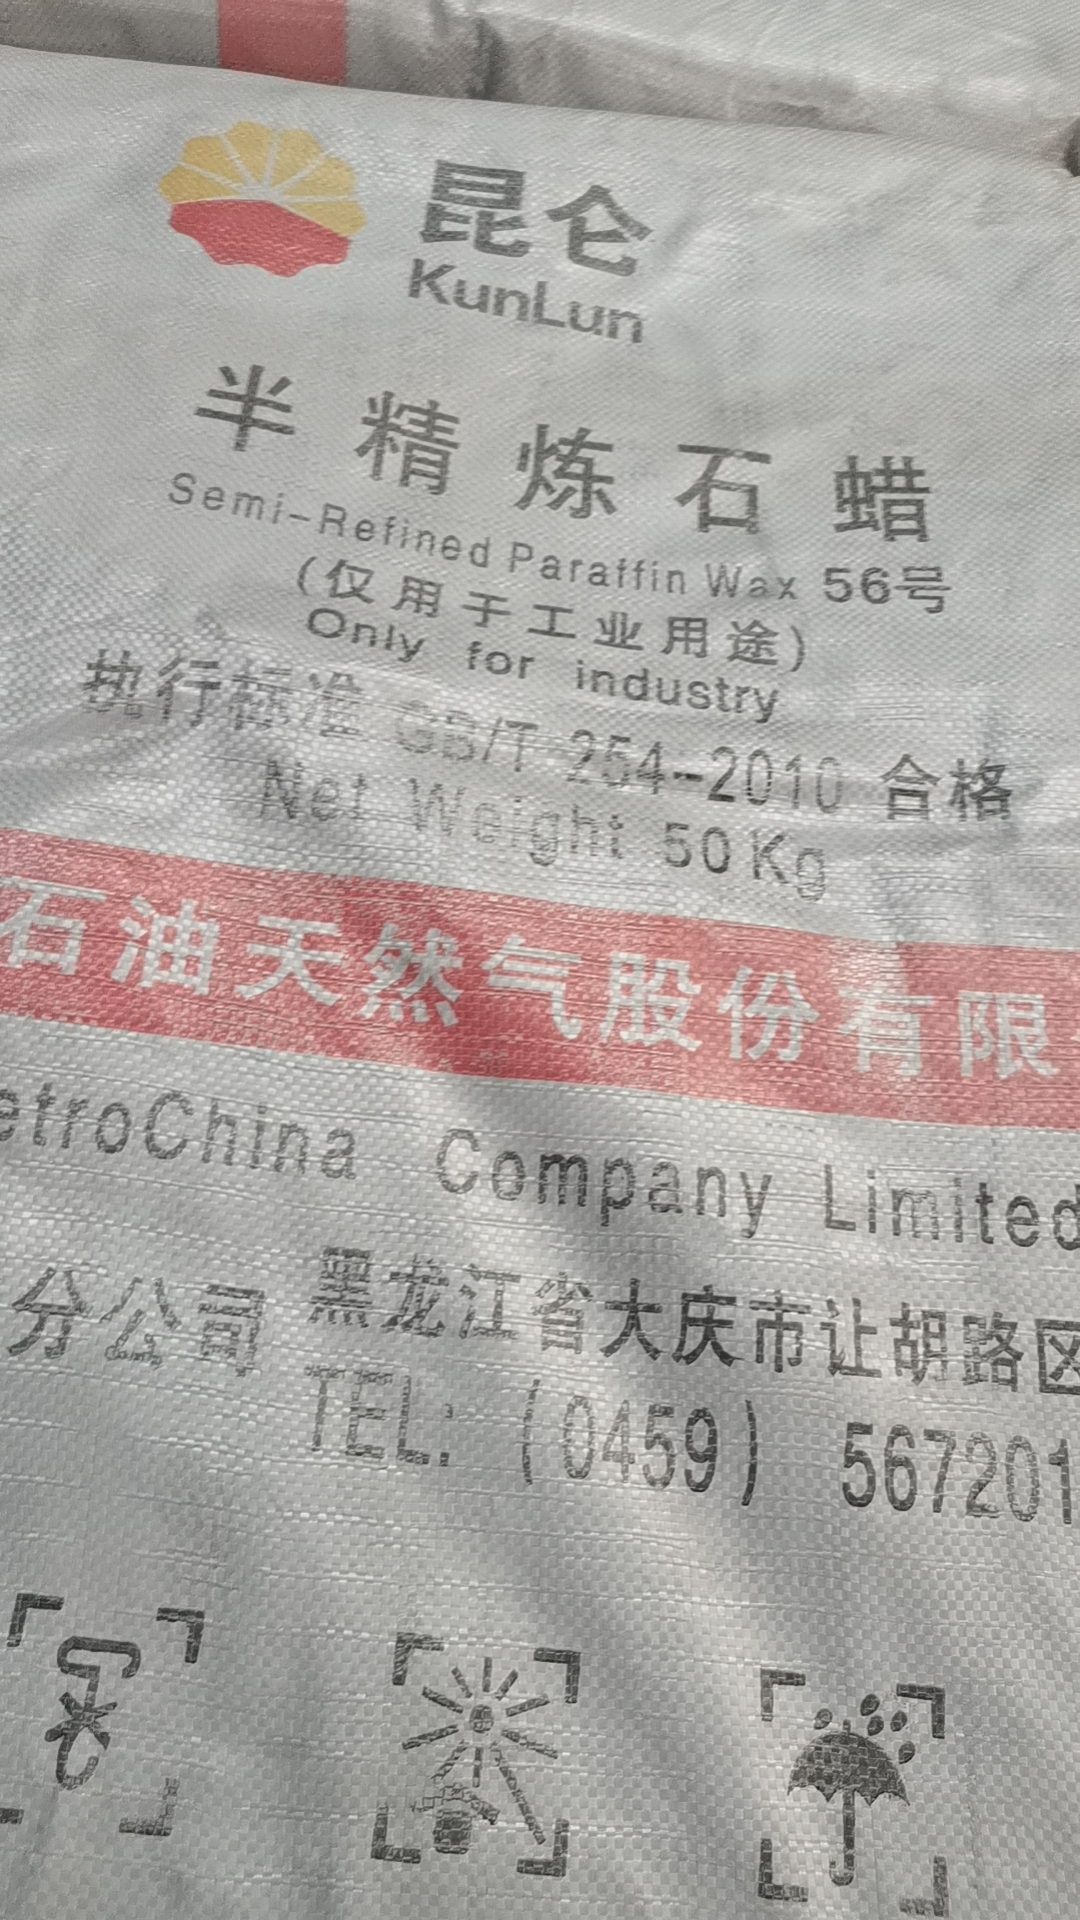 昆仑
KunLun
半精炼石蜡
Semi-Refined Paraffin Wax 56号
(仅用于工业用途)
Only for industry
执行标准 GB/T 254-2010 合格
Net Weight 50Kg
石油天然气股份有限
etroChina Company Limited
分公司 黑龙江省大庆市让胡路区
TEL: (0459) 567201